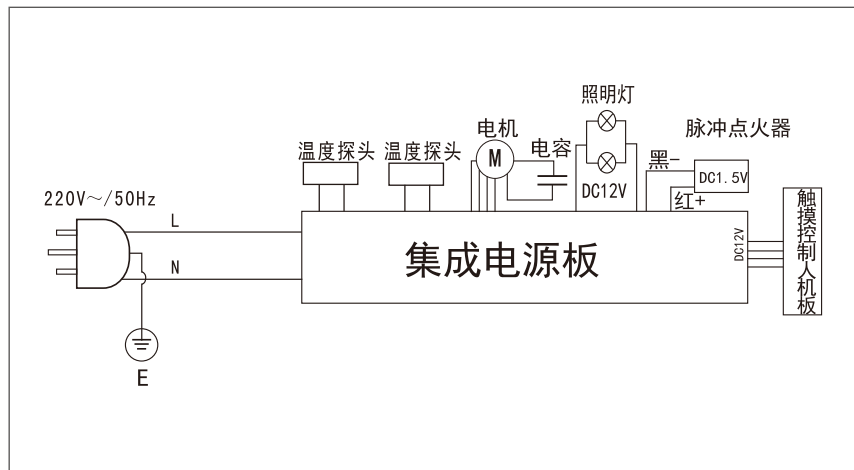 照明灯
电机
电容
脉冲点火器
温度探头
温度探头
M
黑-
DC1.5V
DC12V
红+
220V～/50Hz
L
N
E
集成电源板
DC12V
触摸控制人机板